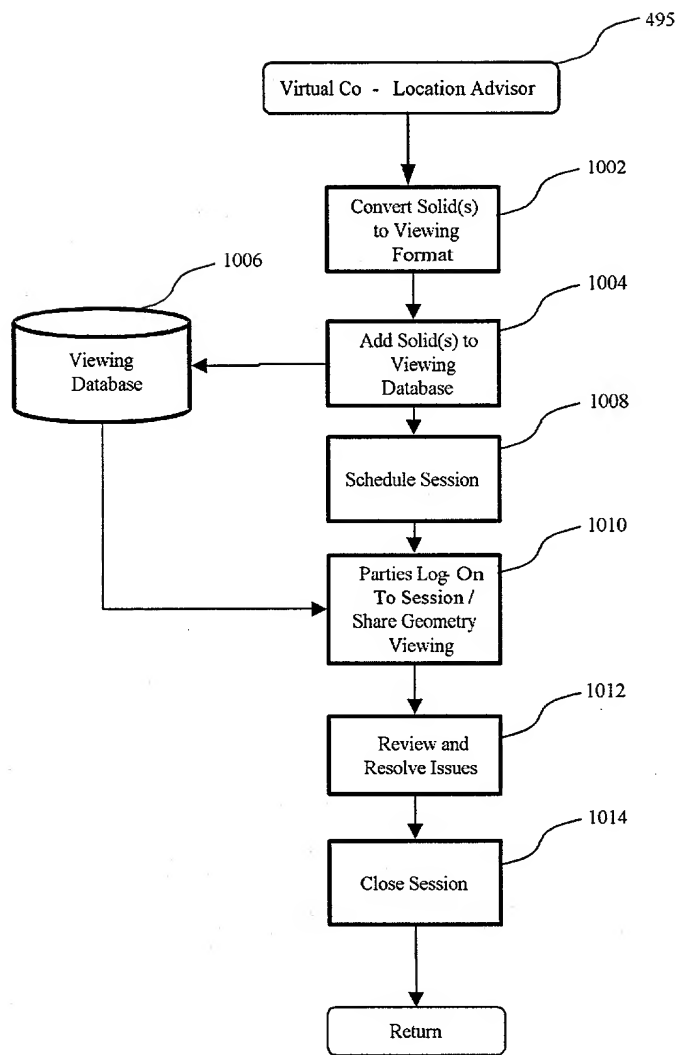 495
Virtual Co - Location Advisor
1002
Convert Solid(s)
to Viewing
Format
1006
1004
Viewing
Database
Add Solid(s) to
Viewing
Database
1008
Schedule Session
1010
Parties Log- On
To Session /
Share Geometry
Viewing
1012
Review and
Resolve Issues
1014
Close Session
Return